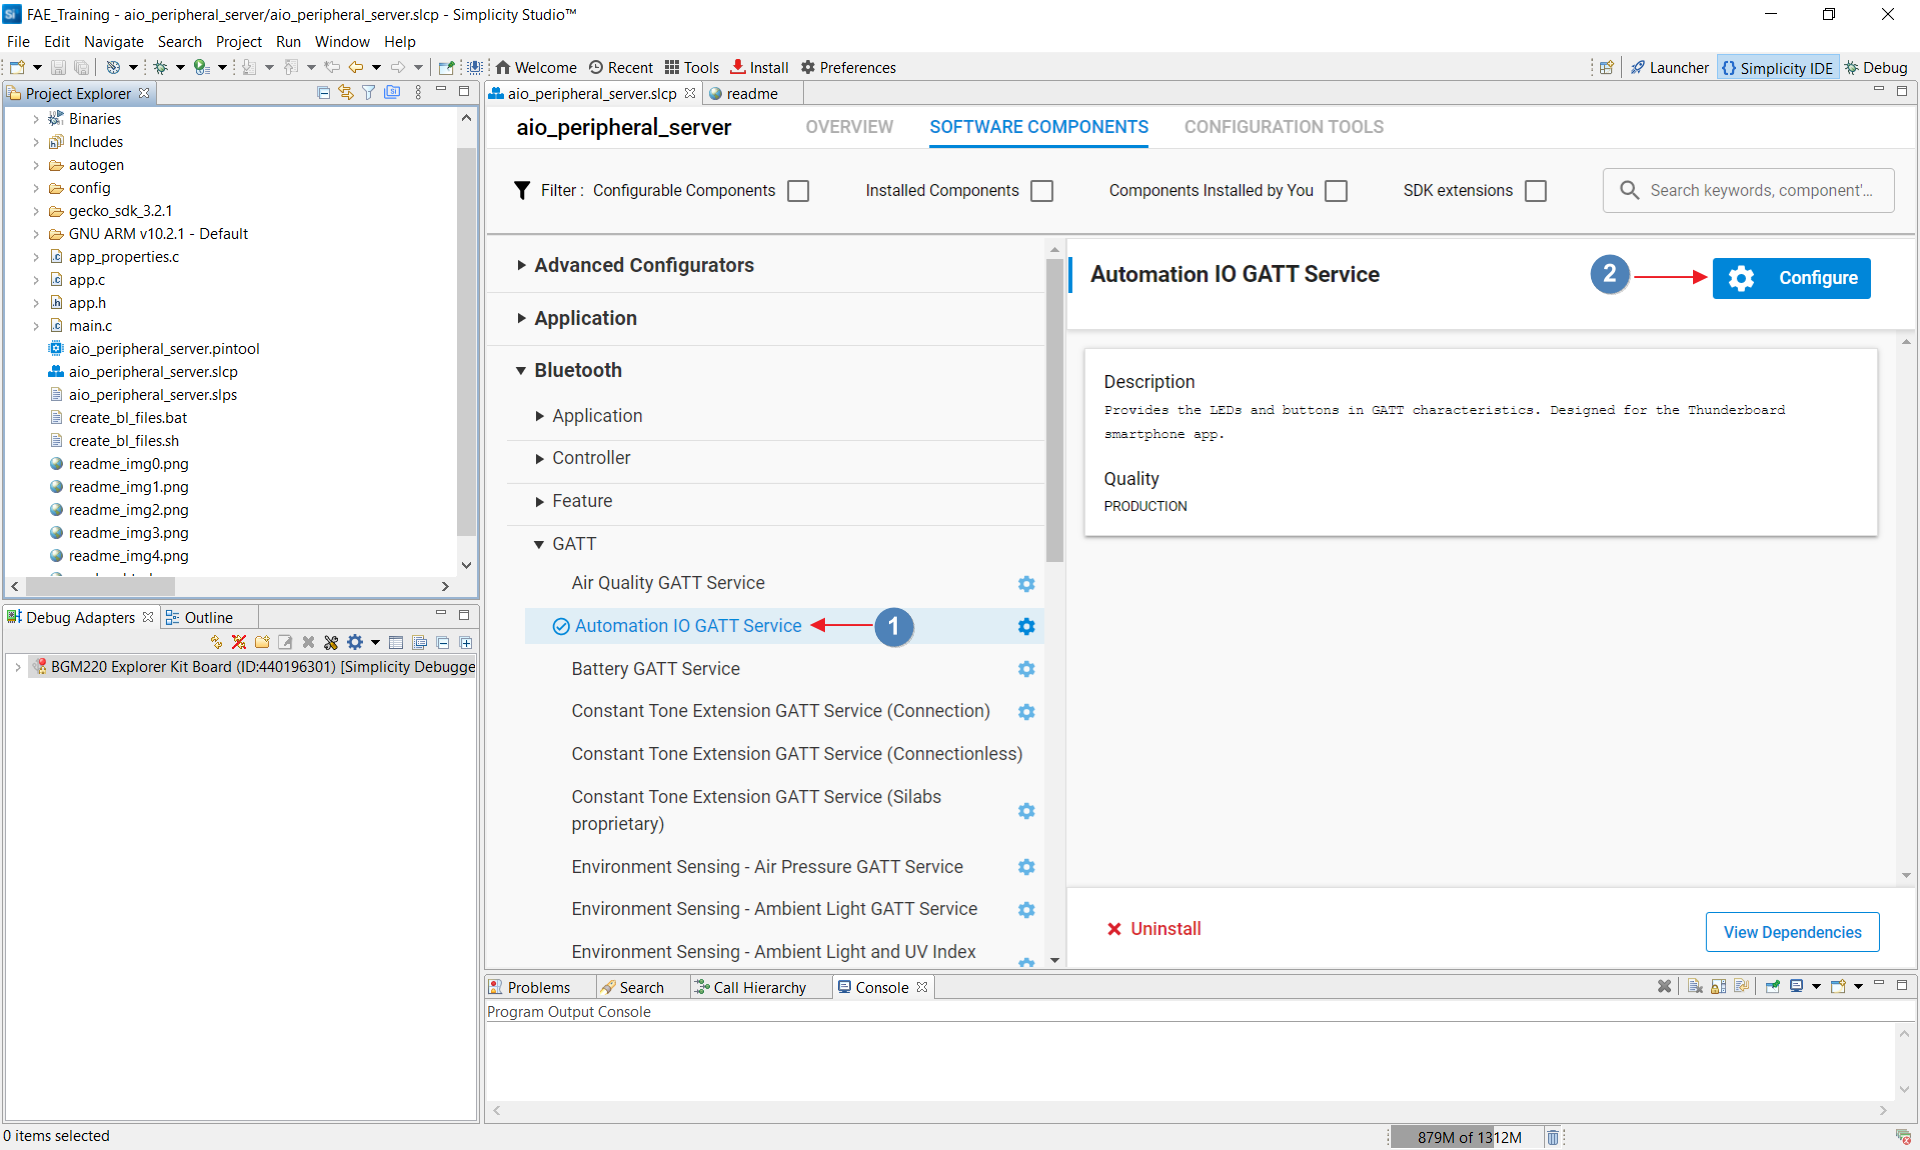 FAE_Training - aio_peripheral_server/aio_peripheral_server.slcp - Simplicity Studio™
File Edit Navigate Search Project Run Window Help
Welcome Recent Tools Install Preferences Launcher {} Simplicity IDE Debug
Project Explorer
Binaries
Includes
autogen
config
gecko_sdk_3.2.1
GNU ARM v10.2.1 - Default
app_properties.c
app.c
app.h
main.c
aio_peripheral_server.pintool
aio_peripheral_server.slcp
aio_peripheral_server.slps
create_bl_files.bat
create_bl_files.sh
readme_img0.png
readme_img1.png
readme_img2.png
readme_img3.png
readme_img4.png
Debug Adapters Outline
BGM220 Explorer Kit Board (ID:440196301) [Simplicity Debugge
0 items selected
aio_peripheral_server.slcp readme
aio_peripheral_server OVERVIEW SOFTWARE COMPONENTS CONFIGURATION TOOLS
Filter : Configurable Components Installed Components Components Installed by You SDK extensions Search keywords, component'...
Advanced Configurators
Application
Bluetooth
Application
Controller
Feature
GATT
Air Quality GATT Service
Automation IO GATT Service 1
Battery GATT Service
Constant Tone Extension GATT Service (Connection)
Constant Tone Extension GATT Service (Connectionless)
Constant Tone Extension GATT Service (Silabs
proprietary)
Environment Sensing - Air Pressure GATT Service
Environment Sensing - Ambient Light GATT Service
Environment Sensing - Ambient Light and UV Index
Automation IO GATT Service 2 Configure
Description
Provides the LEDs and buttons in GATT characteristics. Designed for the Thunderboard
smartphone app.
Quality
PRODUCTION
Uninstall View Dependencies
Problems Search Call Hierarchy Console
Program Output Console
879M of 1312M